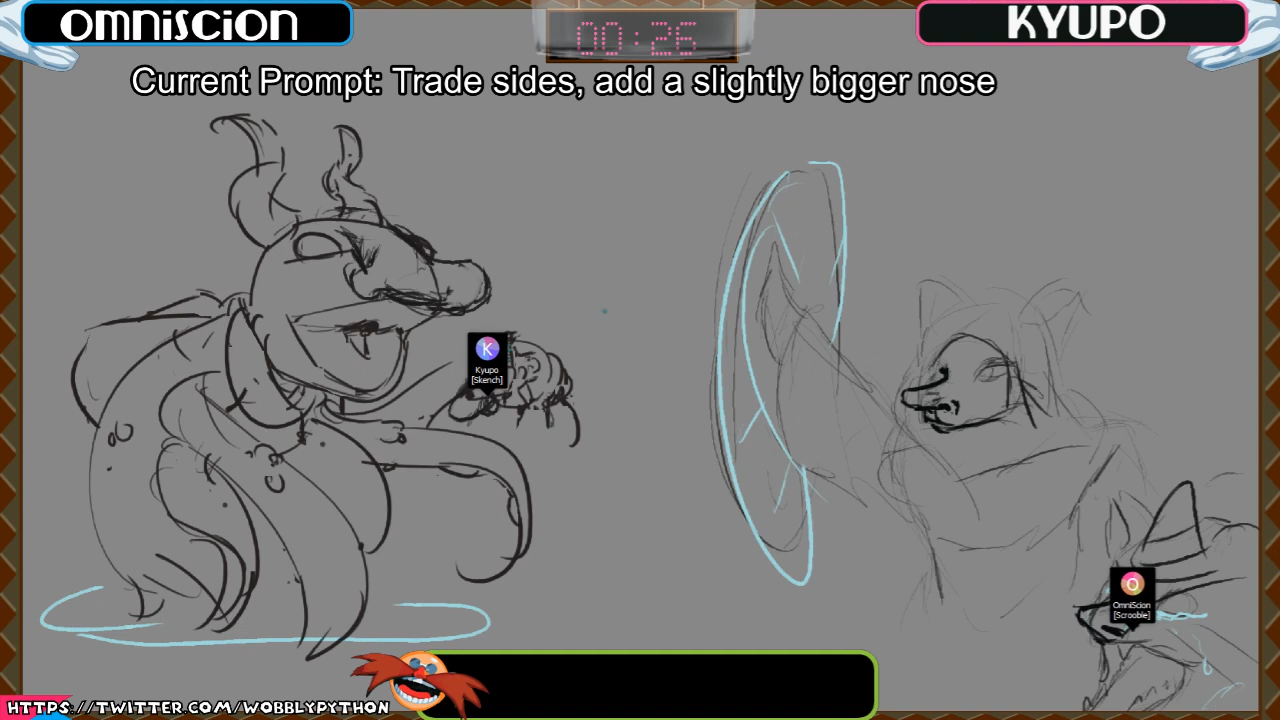 OMNISCION
00:26
KYUPO
Current Prompt: Trade sides, add a slightly bigger nose
K
Kyupo
[Skench]
O
OmniScion
[Scrooble]
HTTPS://TWITTER.COM/WOBBLYPYTHON